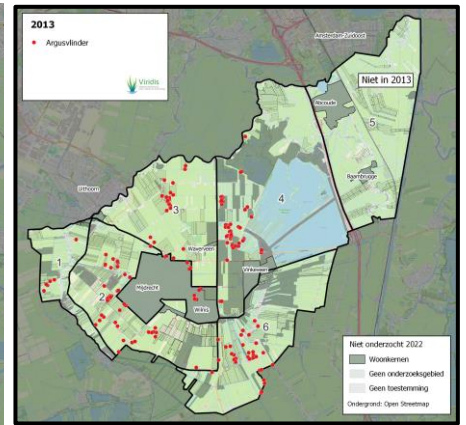 2013
Argusvlinder
Viridis
Amsterdam-Zuidoost
Niet in 2013
Abcoude
5
Baambrugge
Uithoorn
3
4
Waverveen
1
Vinkeveen
2
Mijdrecht
Wilnis
6
Niet onderzocht 2022
Woonkernen
Geen onderzoeksgebied
Geen toestemming
Ondergrond: Open Streetmap